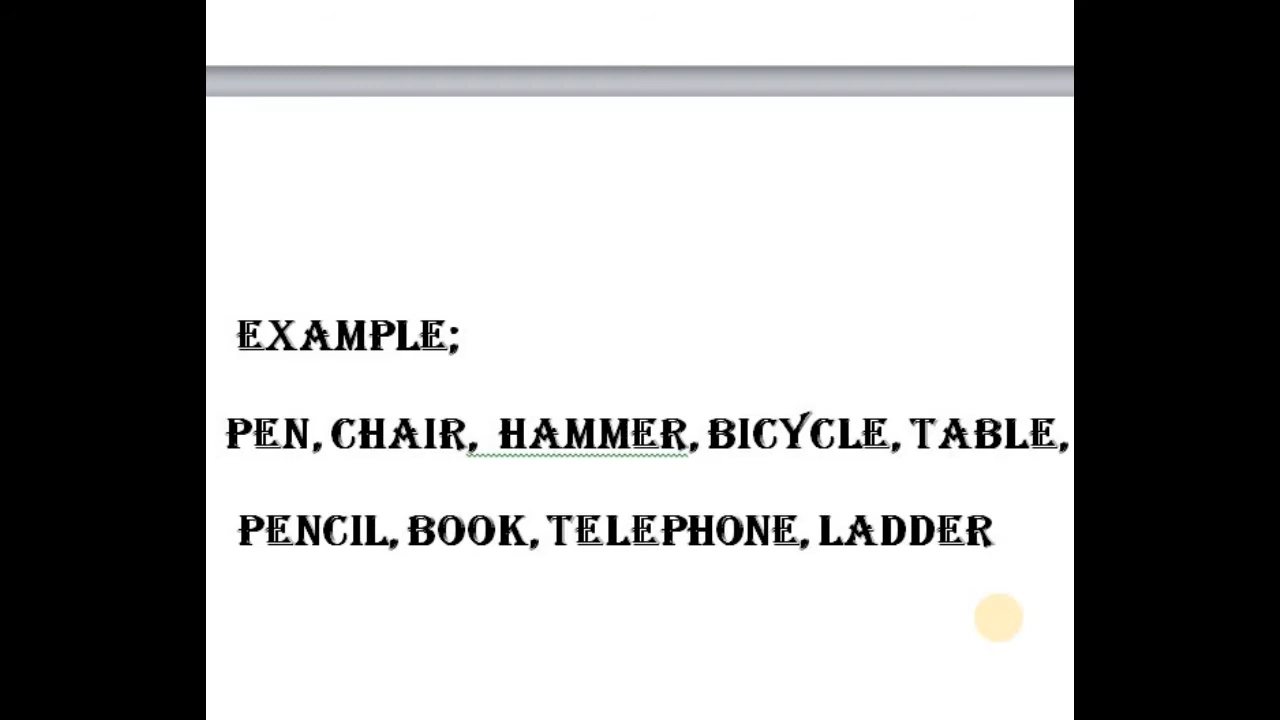 EXAMPLE;
PEN, CHAIR,  HAMMER, BICYCLE, TABLE,
PENCIL, BOOK, TELEPHONE, LADDER